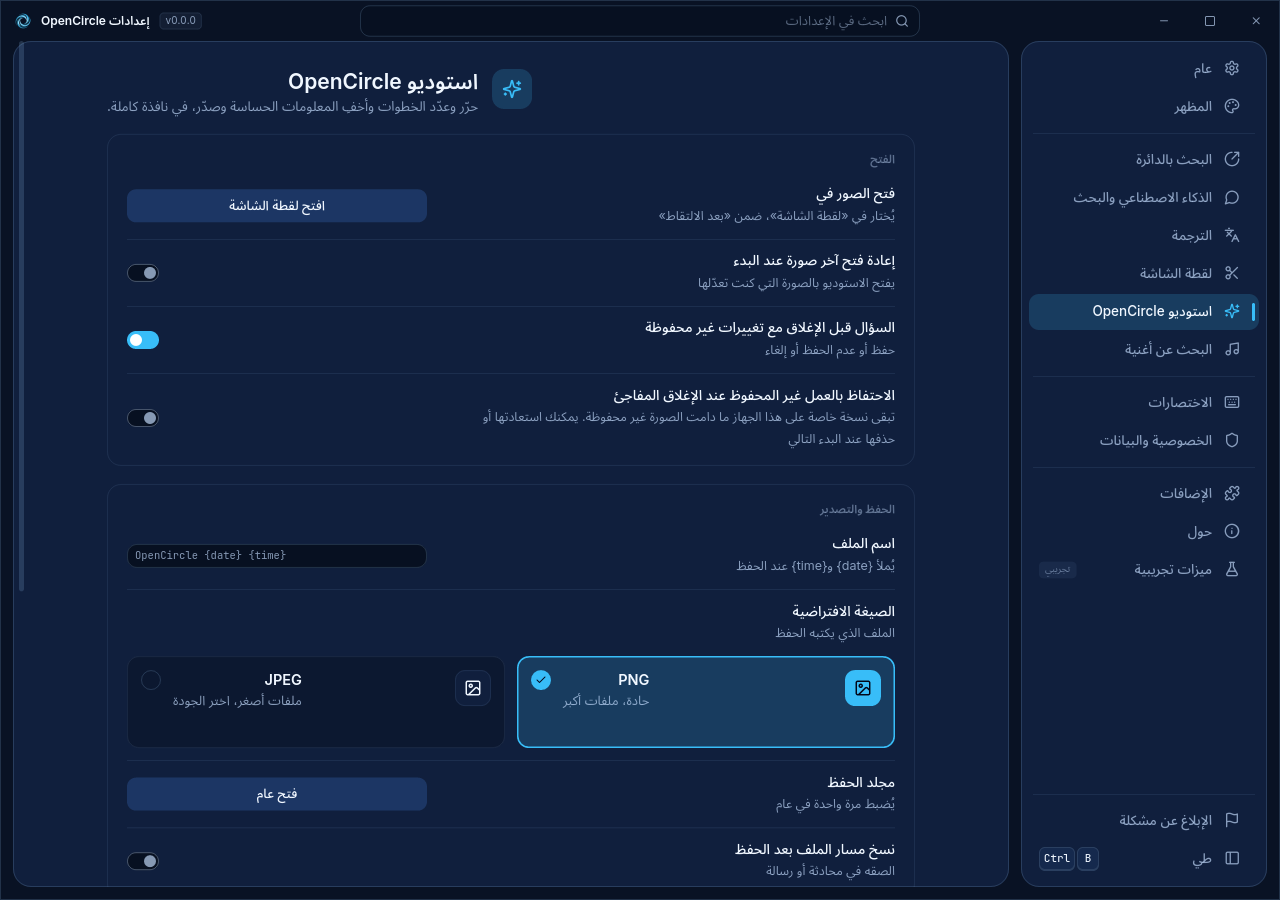 إعدادات OpenCircle
v0.0.0
ابحث في الإعدادات
عام
المظهر
البحث بالدائرة
الذكاء الاصطناعي والبحث
الترجمة
لقطة الشاشة
استوديو OpenCircle
البحث عن أغنية
الاختصارات
الخصوصية والبيانات
الإضافات
حول
ميزات تجريبية
تجريبي
الإبلاغ عن مشكلة
طي
Ctrl B
استوديو OpenCircle
حرّر وعدّد الخطوات وأخفِ المعلومات الحساسة وصدّر، في نافذة كاملة.
الفتح
فتح الصور في
يُختار في «لقطة الشاشة»، ضمن «بعد الالتقاط»
افتح لقطة الشاشة
إعادة فتح آخر صورة عند البدء
يفتح الاستوديو بالصورة التي كنت تعدّلها
السؤال قبل الإغلاق مع تغييرات غير محفوظة
حفظ أو عدم الحفظ أو إلغاء
الاحتفاظ بالعمل غير المحفوظ عند الإغلاق المفاجئ
تبقى نسخة خاصة على هذا الجهاز ما دامت الصورة غير محفوظة. يمكنك استعادتها أو
حذفها عند البدء التالي
الحفظ والتصدير
اسم الملف
يُملأ {date} و{time} عند الحفظ
OpenCircle {date} {time}
الصيغة الافتراضية
الملف الذي يكتبه الحفظ
PNG
حادة، ملفات أكبر
JPEG
ملفات أصغر، اختر الجودة
مجلد الحفظ
يُضبط مرة واحدة في عام
فتح عام
نسخ مسار الملف بعد الحفظ
الصقه في محادثة أو رسالة